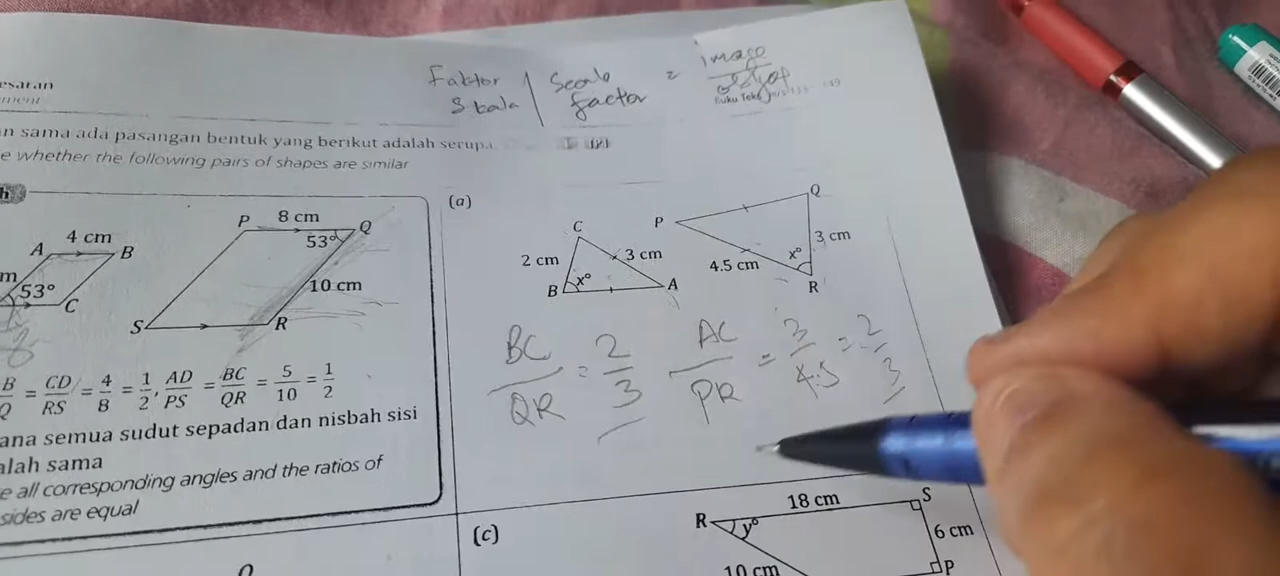 esaran
ment
Faktor / Scale = image
Skala / factor
n sama ada pasangan bentuk yang berikut adalah serupa.
e whether the following pairs of shapes are similar
h
A 4 cm B
53°
C
m
P 8 cm Q
53°
10 cm
S R
B/Q = CD/RS = 4/8 = 1/2, AD/PS = BC/QR = 5/10 = 1/2
ana semua sudut sepadan dan nisbah sisi
alah sama
e all corresponding angles and the ratios of
sides are equal
(a)
C
2 cm 3 cm
B x° A
P Q
3 cm
4.5 cm x°
R
BC/QR = 2/3 AC/PR = 3/4.5 = 2/3
(c)
R 18 cm S
y° 6 cm
10 cm P
Q